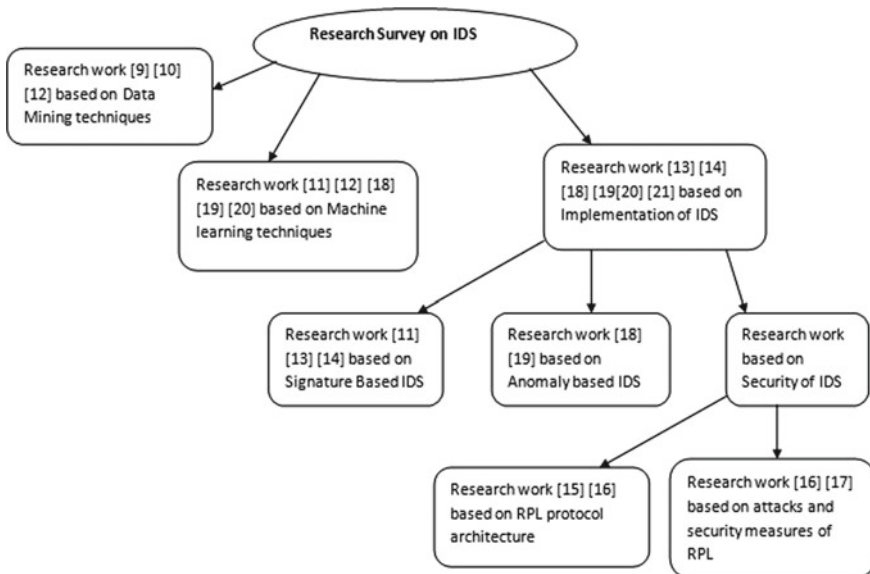 Research Survey on IDS
Research work [9] [10]
[12] based on Data
Mining techniques
Research work [11] [12] [18]
[19] [20] based on Machine
learning techniques
Research work [13] [14]
[18] [19[20] [21] based on
Implementation of IDS
Research work [11]
[13] [14] based on
Signature Based IDS
Research work [18]
[19] based on
Anomaly based IDS
Research work
based on
Security of IDS
Research work [15] [16]
based on RPL protocol
architecture
Research work [16] [17]
based on attacks and
security measures of
RPL